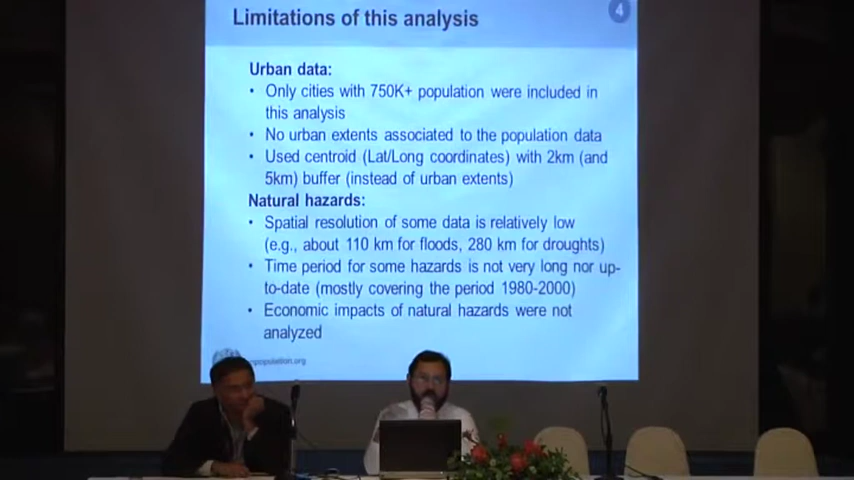 Limitations of this analysis
4
Urban data:
• Only cities with 750K+ population were included in
this analysis
• No urban extents associated to the population data
• Used centroid (Lat/Long coordinates) with 2km (and
5km) buffer (instead of urban extents)
Natural hazards:
• Spatial resolution of some data is relatively low
(e.g., about 110 km for floods, 280 km for droughts)
• Time period for some hazards is not very long nor up-
to-date (mostly covering the period 1980-2000)
• Economic impacts of natural hazards were not
analyzed